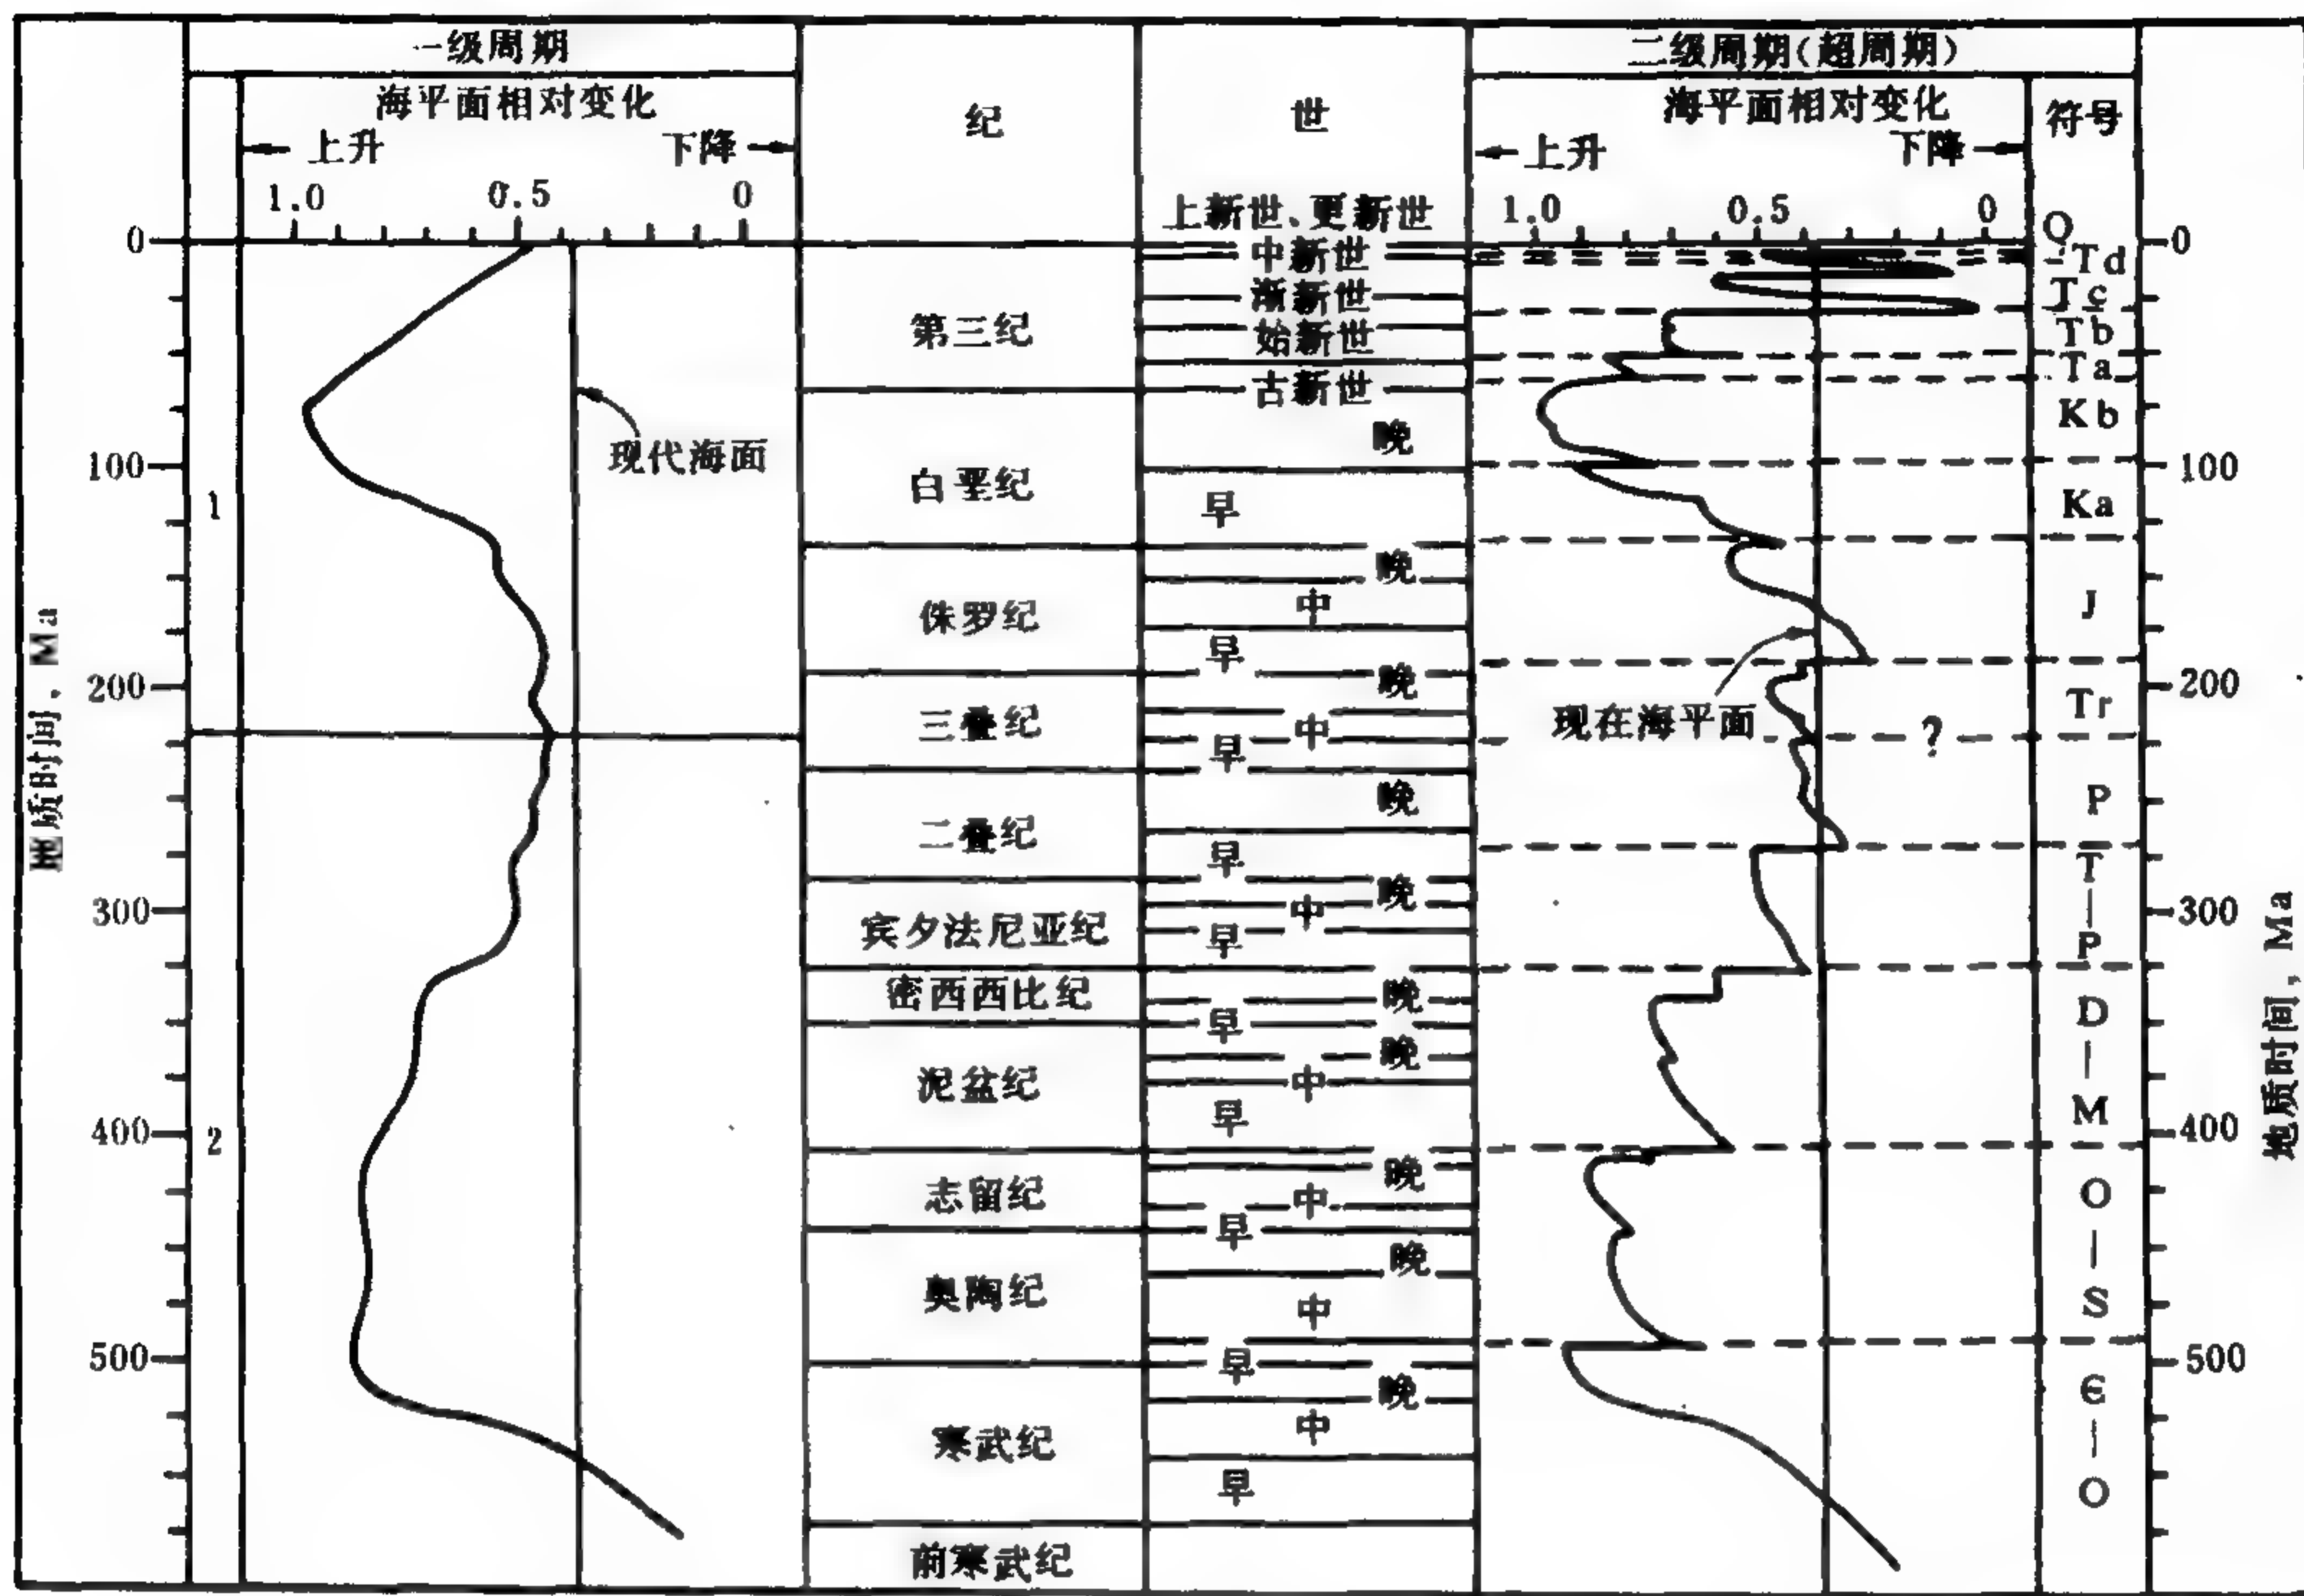 一级周期
海平面相对变化
上升 下降
1.0 0.5 0
纪
世
二级周期(超周期)
海平面相对变化
上升 下降
1.0 0.5 0
符号
地质时间, Ma
0
100
200
300
400
500
1
2
现代海面
第三纪
白垩纪
侏罗纪
三叠纪
二叠纪
宾夕法尼亚纪
密西西比纪
泥盆纪
志留纪
奥陶纪
寒武纪
前寒武纪
上新世、更新世
中新世
渐新世
始新世
古新世
晚
早
晚
中
早
晚
中
早
晚
早
晚
中
早
晚
早
晚
中
早
晚
中
早
晚
中
早
晚
中
早
现在海平面
?
Q
Td
Tc
Tb
Ta
Kb
Ka
J
Tr
P
T
|
P
D
|
M
O
|
S
Є
|
O
0
100
200
300
400
500
地质时间, Ma